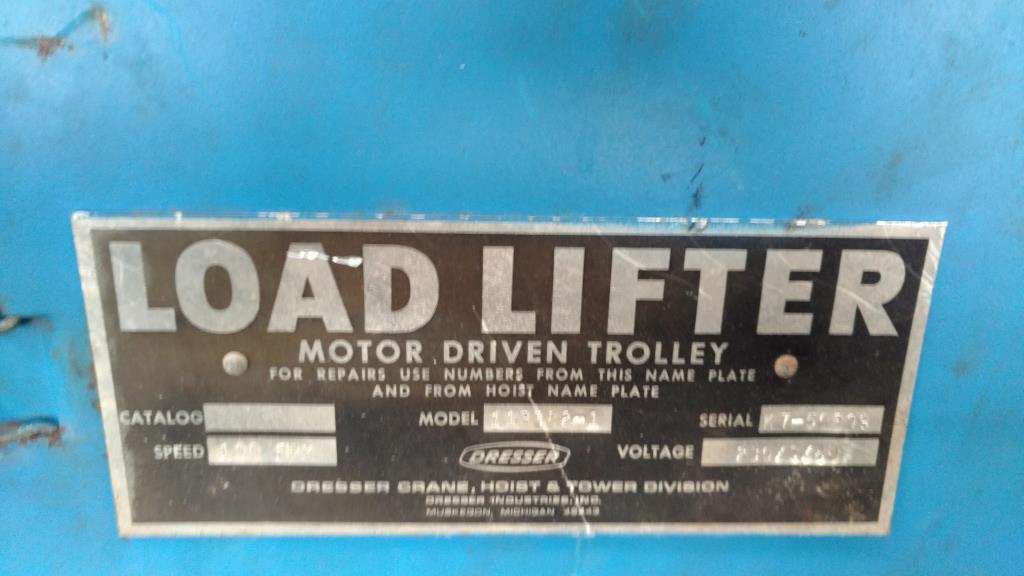 LOAD LIFTER
MOTOR DRIVEN TROLLEY
FOR REPAIRS USE NUMBERS FROM THIS NAME PLATE
AND FROM HOIST NAME PLATE
CATALOG MODEL SERIAL
SPEED DRESSER VOLTAGE
DRESSER CRANE, HOIST & TOWER DIVISION
DRESSER INDUSTRIES, INC.
MUSKEGON, MICHIGAN